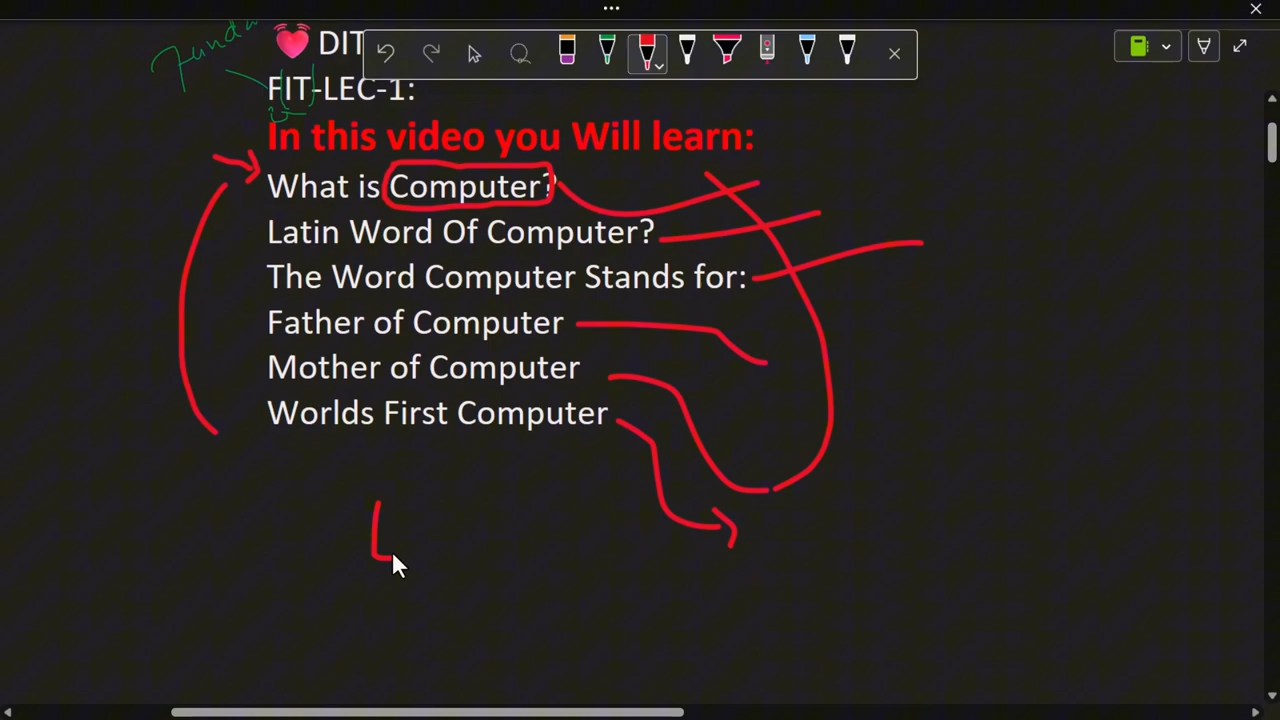 💓 DIT
FIT-LEC-1:
In this video you Will learn:
What is Computer?
Latin Word Of Computer?
The Word Computer Stands for:
Father of Computer
Mother of Computer
Worlds First Computer